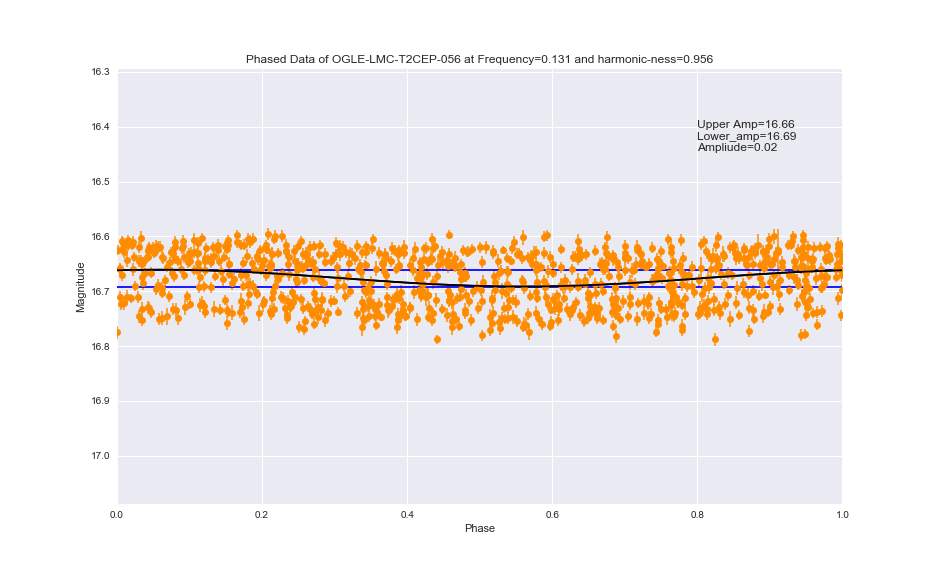 Phased Data of OGLE-LMC-T2CEP-056 at Frequency=0.131 and harmonic-ness=0.956
16.3
16.4
Upper Amp=16.66
Lower_amp=16.69
Ampliude=0.02
16.5
16.6
Magnitude
16.7
16.8
16.9
17.0
0.0 0.2 0.4 0.6 0.8 1.0
Phase